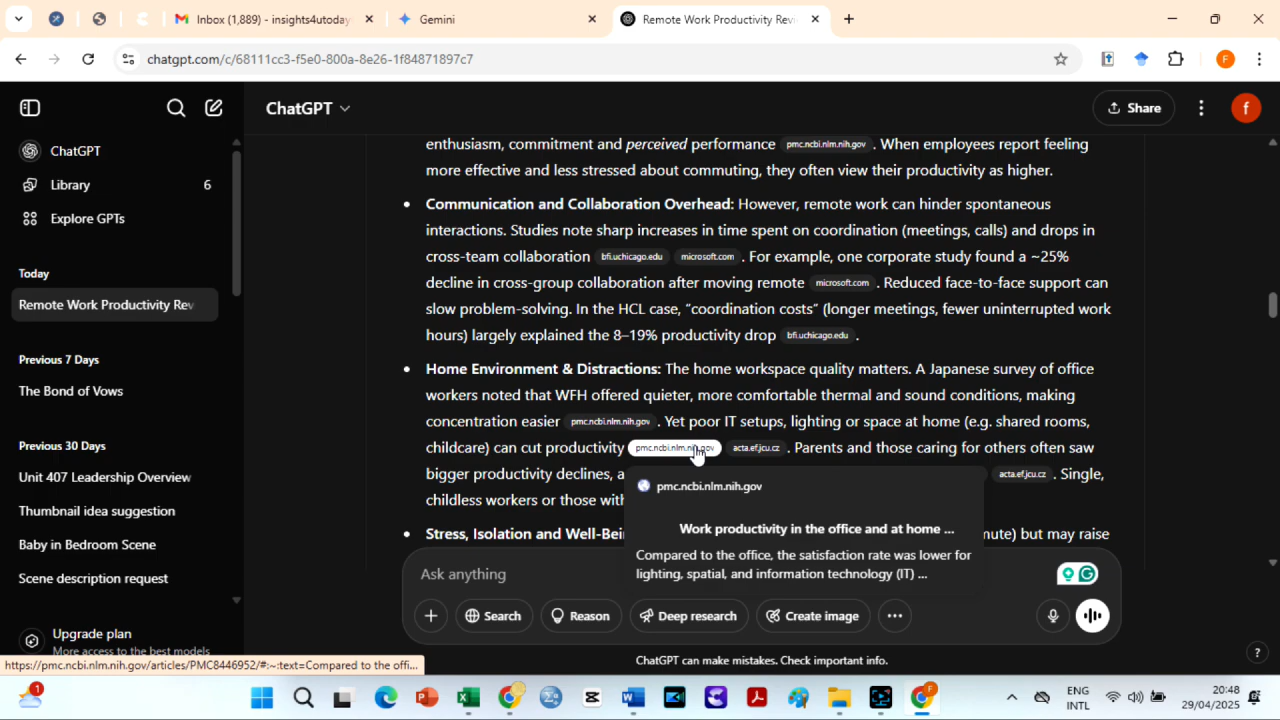 Inbox (1,889) - insights4utoday
Gemini
Remote Work Productivity Revi
chatgpt.com/c/68111cc3-f5e0-800a-8e26-1f84871897c7
F
ChatGPT
Share
f
ChatGPT
Library 6
Explore GPTs
Today
Remote Work Productivity Rev
Previous 7 Days
The Bond of Vows
Previous 30 Days
Unit 407 Leadership Overview
Thumbnail idea suggestion
Baby in Bedroom Scene
Scene description request
Upgrade plan
More access to the best models
enthusiasm, commitment and perceived performance pmc.ncbi.nlm.nih.gov . When employees report feeling
more effective and less stressed about commuting, they often view their productivity as higher.
• Communication and Collaboration Overhead: However, remote work can hinder spontaneous
interactions. Studies note sharp increases in time spent on coordination (meetings, calls) and drops in
cross-team collaboration bfi.uchicago.edu microsoft.com . For example, one corporate study found a ~25%
decline in cross-group collaboration after moving remote microsoft.com . Reduced face-to-face support can
slow problem-solving. In the HCL case, “coordination costs” (longer meetings, fewer uninterrupted work
hours) largely explained the 8–19% productivity drop bfi.uchicago.edu .
• Home Environment & Distractions: The home workspace quality matters. A Japanese survey of office
workers noted that WFH offered quieter, more comfortable thermal and sound conditions, making
concentration easier pmc.ncbi.nlm.nih.gov . Yet poor IT setups, lighting or space at home (e.g. shared rooms,
childcare) can cut productivity pmc.ncbi.nlm.nih.gov acta.ef.jcu.cz . Parents and those caring for others often saw
bigger productivity declines, a acta.ef.jcu.cz . Single,
childless workers or those with
• Stress, Isolation and Well-Bei mute) but may raise
pmc.ncbi.nlm.nih.gov
Work productivity in the office and at home ...
Compared to the office, the satisfaction rate was lower for
lighting, spatial, and information technology (IT) ...
Ask anything
Search
Reason
Deep research
Create image
ChatGPT can make mistakes. Check important info.
?
https://pmc.ncbi.nlm.nih.gov/articles/PMC8446952/#:~:text=Compared to the offi...
1
ENG
INTL
20:48
29/04/2025